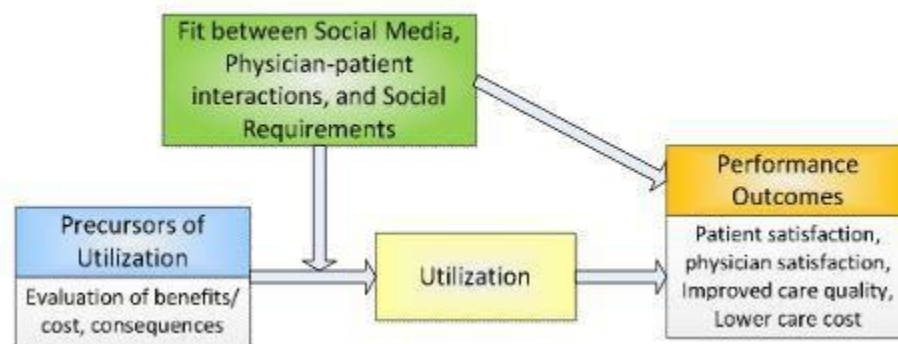 Fit between Social Media,
Physician-patient
interactions, and Social
Requirements
Precursors of
Utilization
Evaluation of benefits/
cost, consequences
Utilization
Performance
Outcomes
Patient satisfaction,
physician satisfaction,
Improved care quality,
Lower care cost